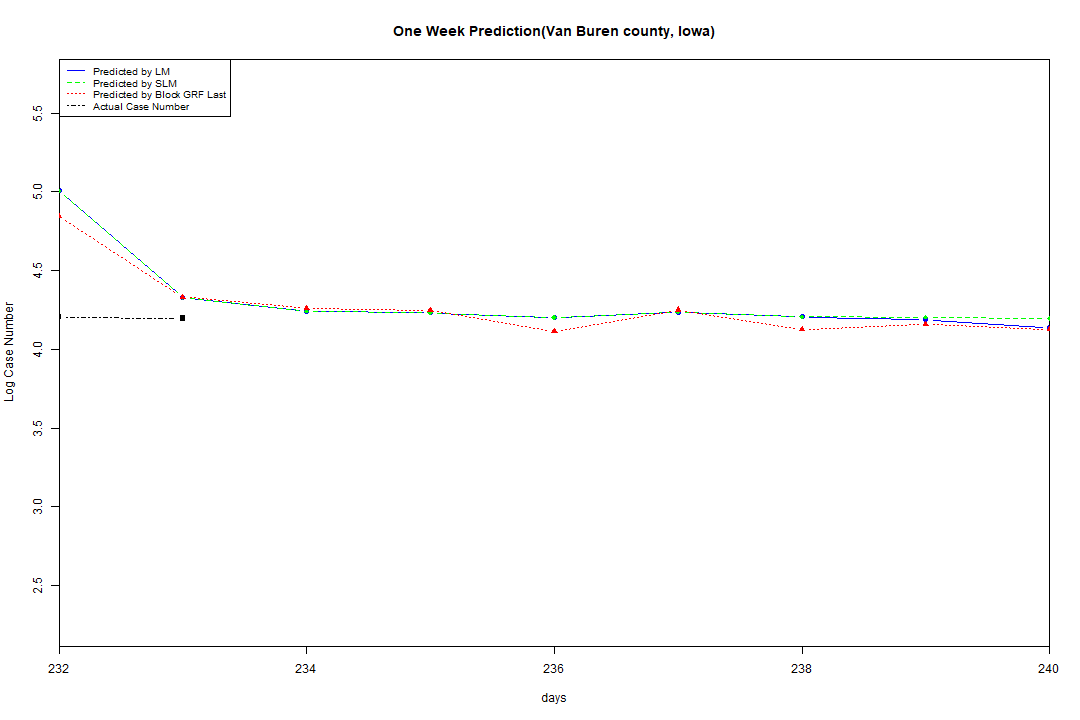 One Week Prediction(Van Buren county, Iowa)
Predicted by LM
Predicted by SLM
Predicted by Block GRF Last
Actual Case Number
5.5
5.0
4.5
4.0
3.5
3.0
2.5
Log Case Number
232
234
236
238
240
days